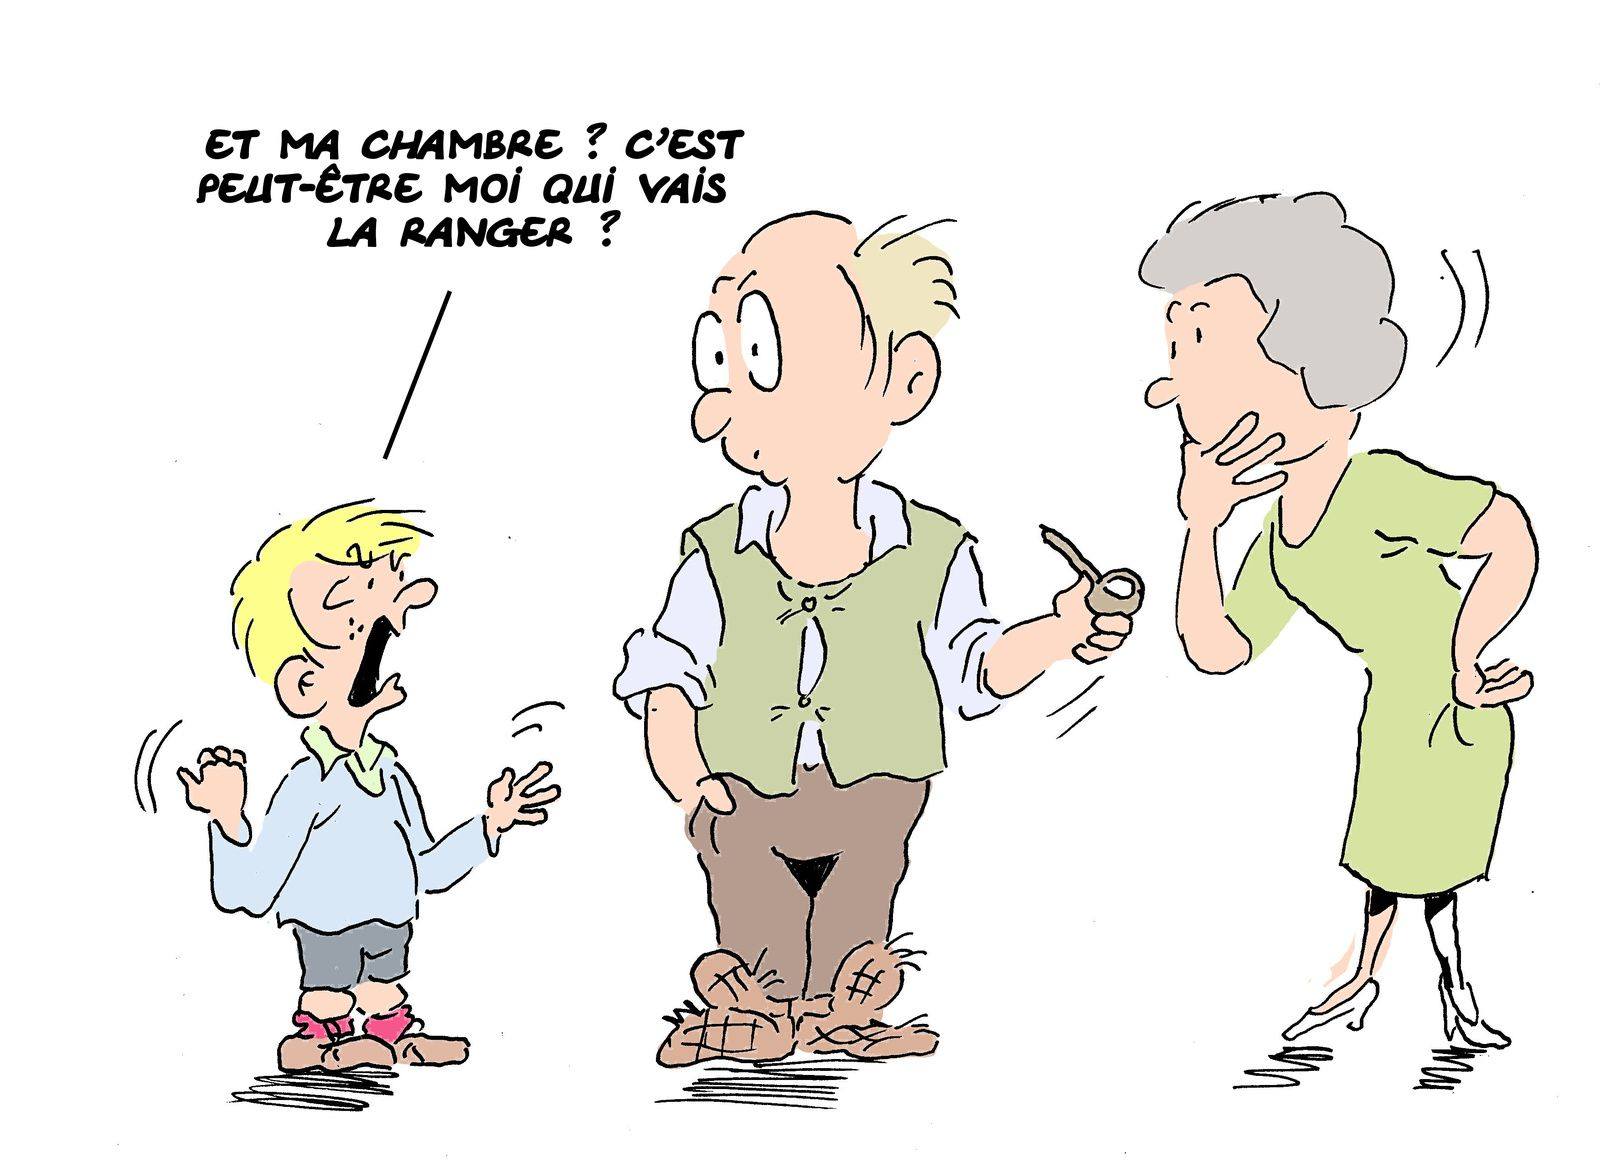 ET MA CHAMBRE ? C'EST
PEUT-ÊTRE MOI QUI VAIS
LA RANGER ?